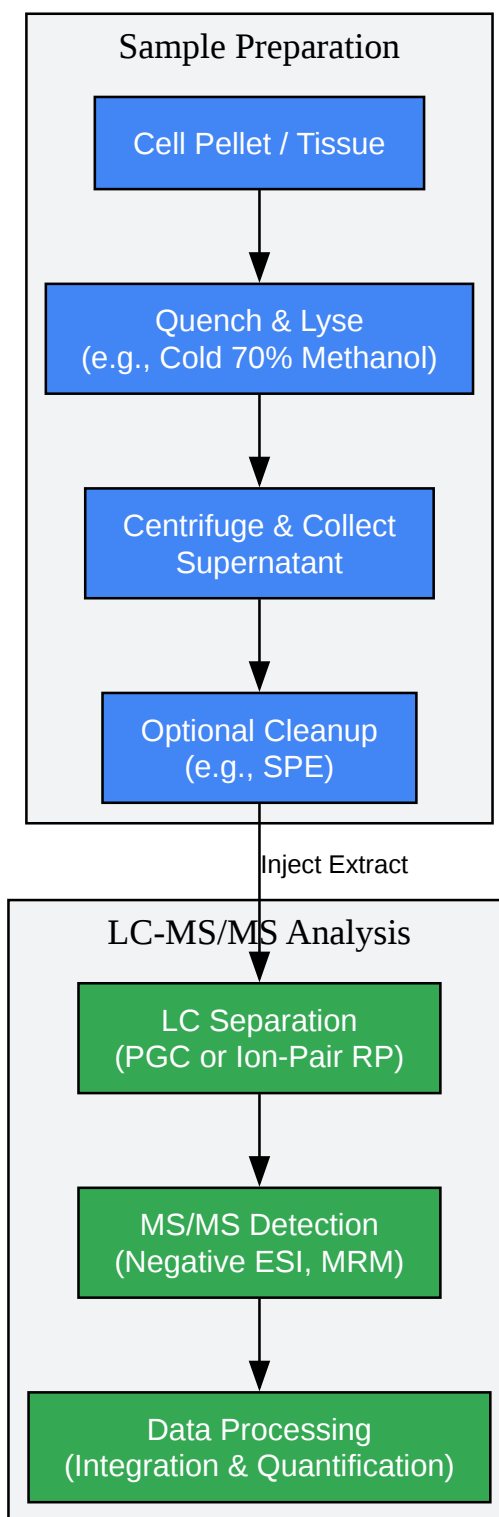 Sample Preparation
Cell Pellet / Tissue
Quench & Lyse
(e.g., Cold 70% Methanol)
Centrifuge & Collect
Supernatant
Optional Cleanup
(e.g., SPE)
Inject Extract
LC-MS/MS Analysis
LC Separation
(PGC or Ion-Pair RP)
MS/MS Detection
(Negative ESI, MRM)
Data Processing
(Integration & Quantification)